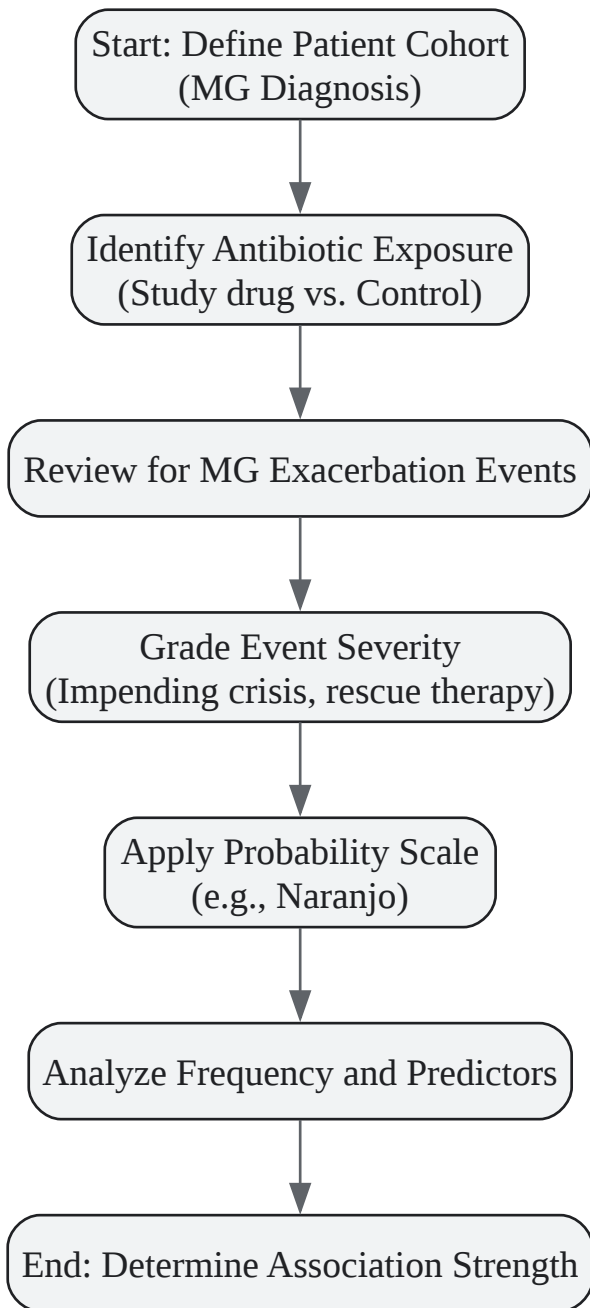 Start: Define Patient Cohort
(MG Diagnosis)
Identify Antibiotic Exposure
(Study drug vs. Control)
Review for MG Exacerbation Events
Grade Event Severity
(Impending crisis, rescue therapy)
Apply Probability Scale
(e.g., Naranjo)
Analyze Frequency and Predictors
End: Determine Association Strength